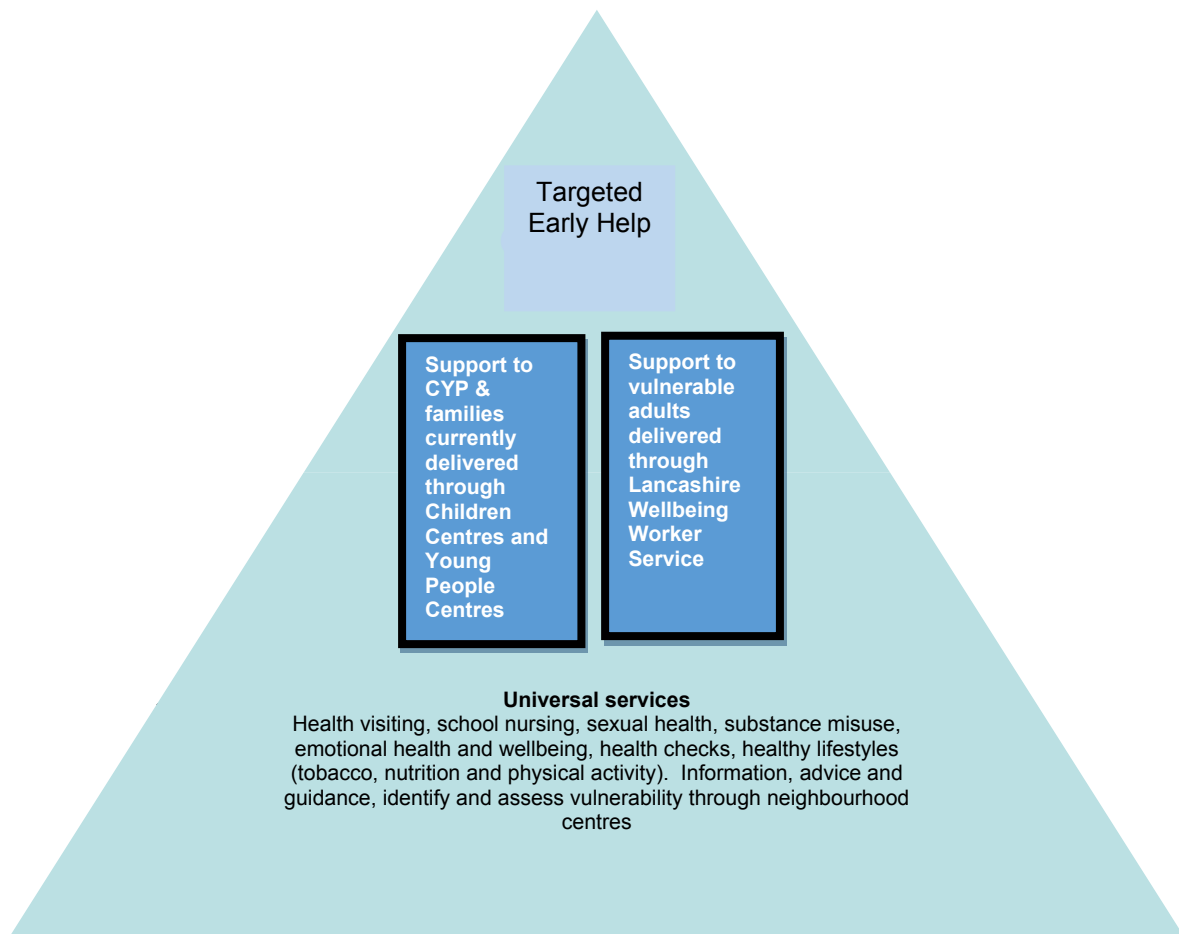 Targeted
Early Help
Support to
CYP &
families
currently
delivered
through
Children
Centres and
Young
People
Centres
Support to
vulnerable
adults
delivered
through
Lancashire
Wellbeing
Worker
Service
Universal services
Health visiting, school nursing, sexual health, substance misuse,
emotional health and wellbeing, health checks, healthy lifestyles
(tobacco, nutrition and physical activity).  Information, advice and
guidance, identify and assess vulnerability through neighbourhood
centres